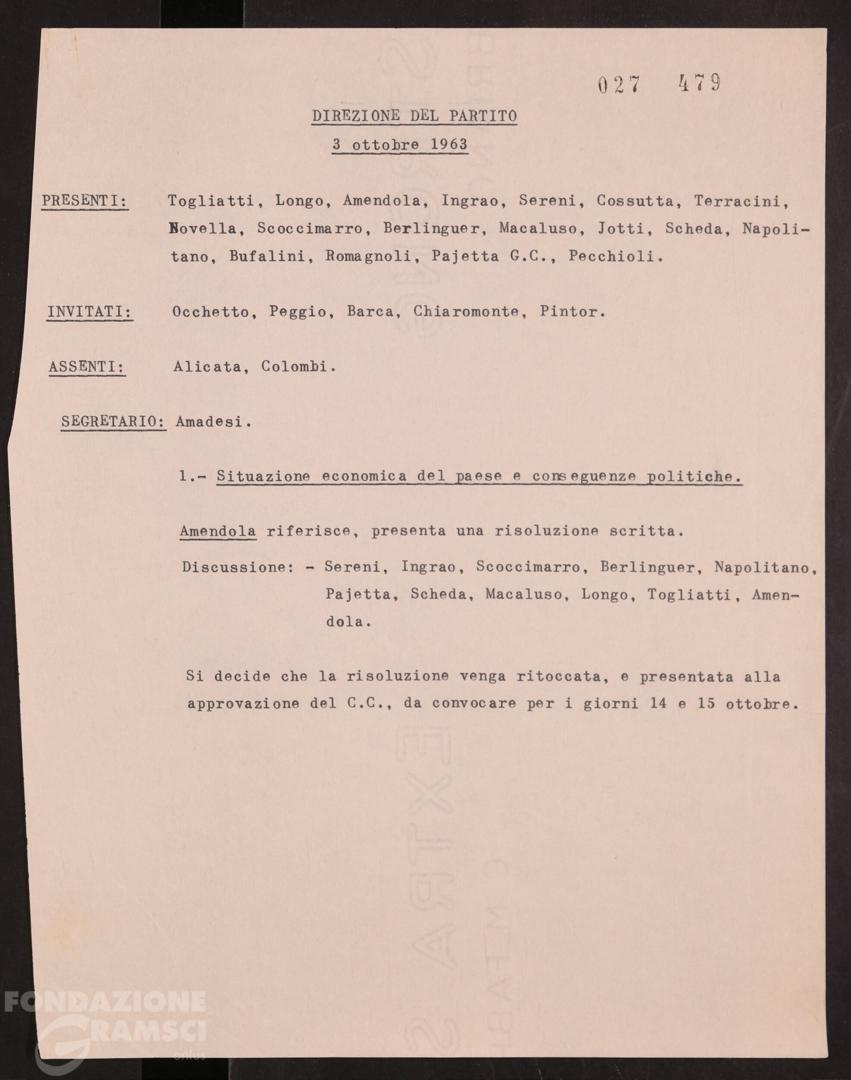 027 479
DIREZIONE DEL PARTITO
3 ottobre 1963
PRESENTI: Togliatti, Longo, Amendola, Ingrao, Sereni, Cossutta, Terracini,
Novella, Scoccimarro, Berlinguer, Macaluso, Jotti, Scheda, Napoli-
tano, Bufalini, Romagnoli, Pajetta G.C., Pecchioli.
INVITATI: Occhetto, Peggio, Barca, Chiaromonte, Pintor.
ASSENTI: Alicata, Colombi.
SEGRETARIO: Amadesi.
1.- Situazione economica del paese e conseguenze politiche.
Amendola riferisce, presenta una risoluzione scritta.
Discussione: - Sereni, Ingrao, Scoccimarro, Berlinguer, Napolitano,
Pajetta, Scheda, Macaluso, Longo, Togliatti, Amen-
dola.
Si decide che la risoluzione venga ritoccata, e presentata alla
approvazione del C.C., da convocare per i giorni 14 e 15 ottobre.
EXTRA S
FONDAZIONE
GRAMSCI
onlus